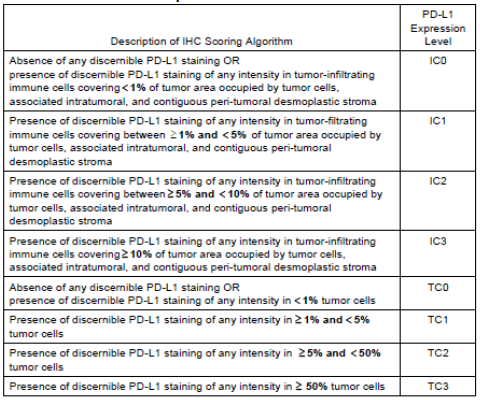 Description of IHC Scoring Algorithm
PD-L1
Expression
Level
Absence of any discernible PD-L1 staining OR
presence of discernible PD-L1 staining of any intensity in tumor-infiltrating
immune cells covering <1% of tumor area occupied by tumor cells,
associated intratumoral, and contiguous peri-tumoral desmoplastic stroma
IC0
Presence of discernible PD-L1 staining of any intensity in tumor-filtrating
immune cells covering between ≥1% and <5% of tumor area occupied by
tumor cells, associated intratumoral, and contiguous peri-tumoral
desmoplastic stroma
IC1
Presence of discernible PD-L1 staining of any intensity in tumor-infiltrating
immune cells covering between ≥5% and <10% of tumor area occupied by
tumor cells, associated intratumoral, and contiguous peri-tumoral
desmoplastic stroma
IC2
Presence of discernible PD-L1 staining of any intensity in tumor-infiltrating
immune cells covering ≥10% of tumor area occupied by tumor cells,
associated intratumoral, and contiguous peri-tumoral desmoplastic stroma
IC3
Absence of any discernible PD-L1 staining OR
presence of discernible PD-L1 staining of any intensity in <1% tumor cells
TC0
Presence of discernible PD-L1 staining of any intensity in ≥1% and <5%
tumor cells
TC1
Presence of discernible PD-L1 staining of any intensity in ≥5% and <50%
tumor cells
TC2
Presence of discernible PD-L1 staining of any intensity in ≥ 50% tumor cells
TC3